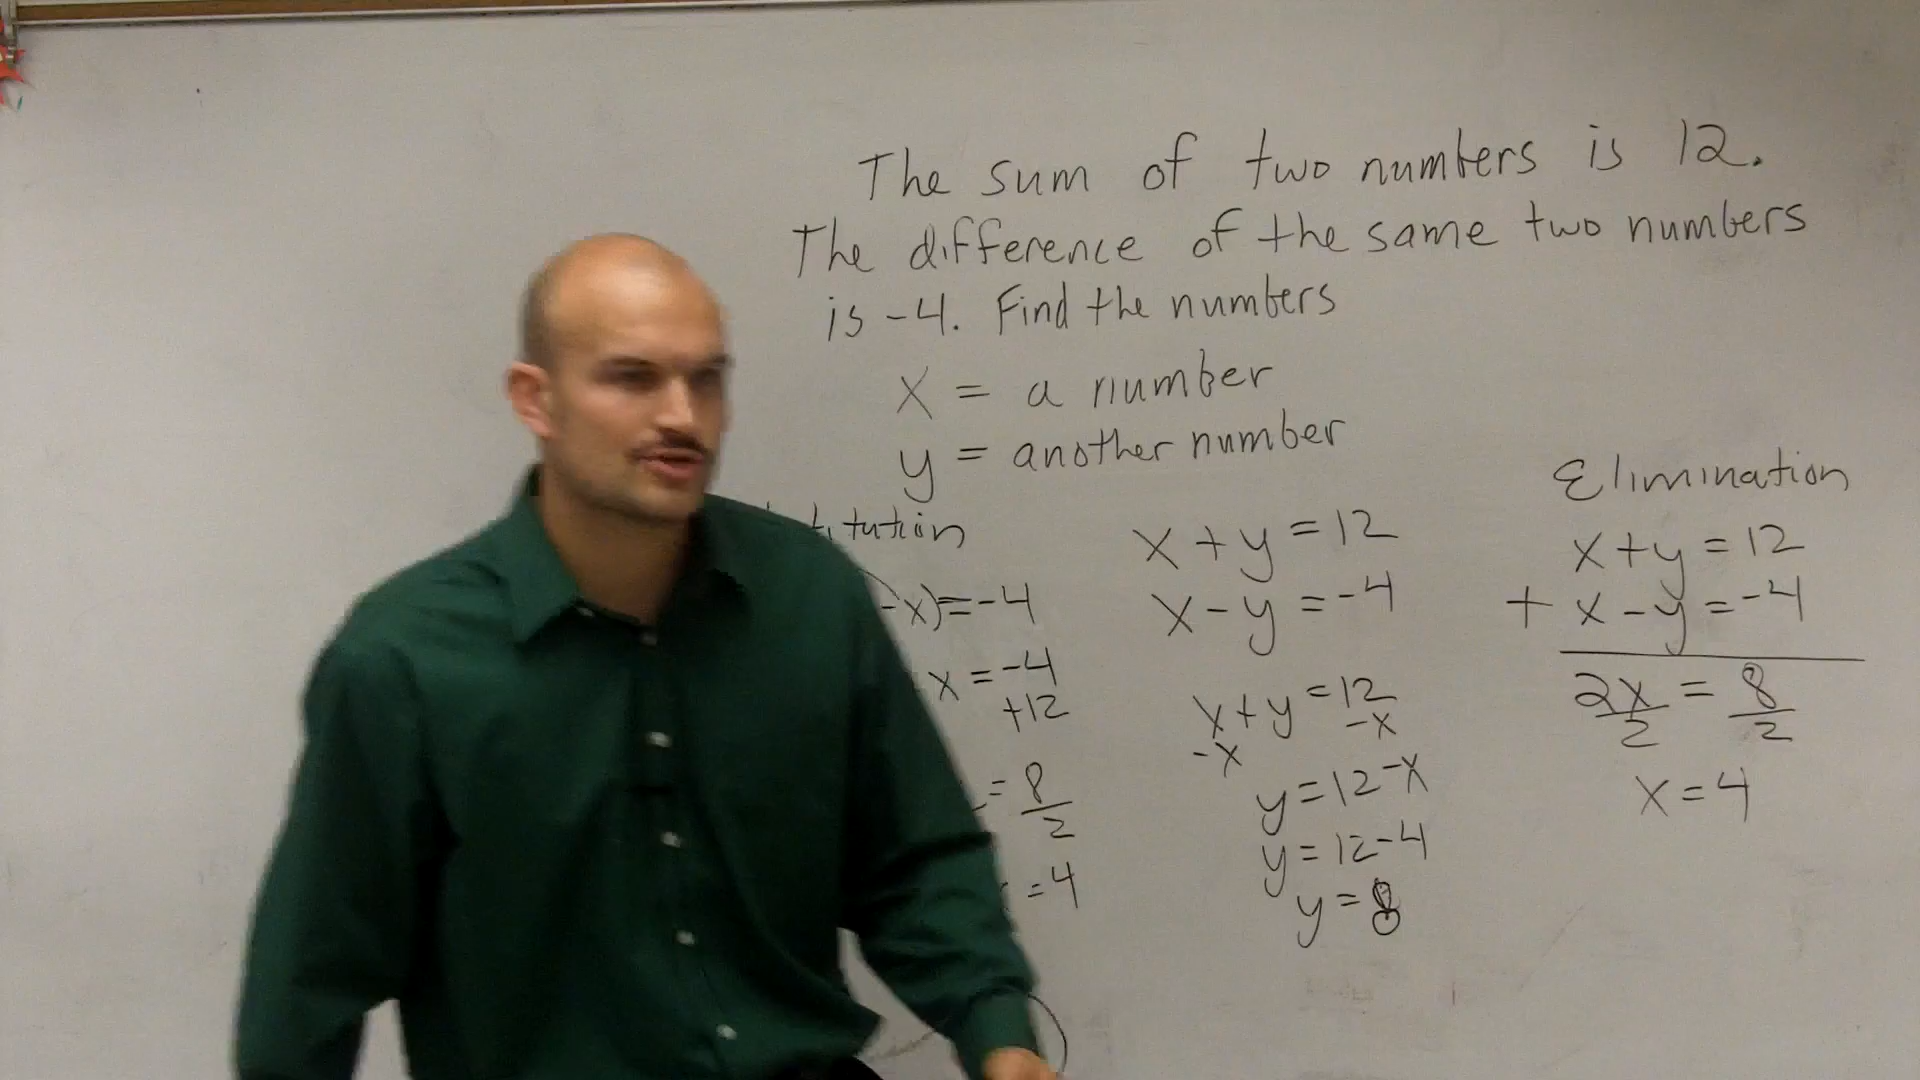 The sum of two numbers is 12.
The difference of the same two numbers
is -4. Find the numbers
x = a number
y = another number
titution
-x)=-4
x = -4
+12
= 8
2
=4
x + y = 12
x - y = -4
x + y = 12
-x -x
y = 12 - x
y = 12 - 4
y = 8
Elimination
x + y = 12
+ x - y = -4
2x = 8
2 2
x = 4